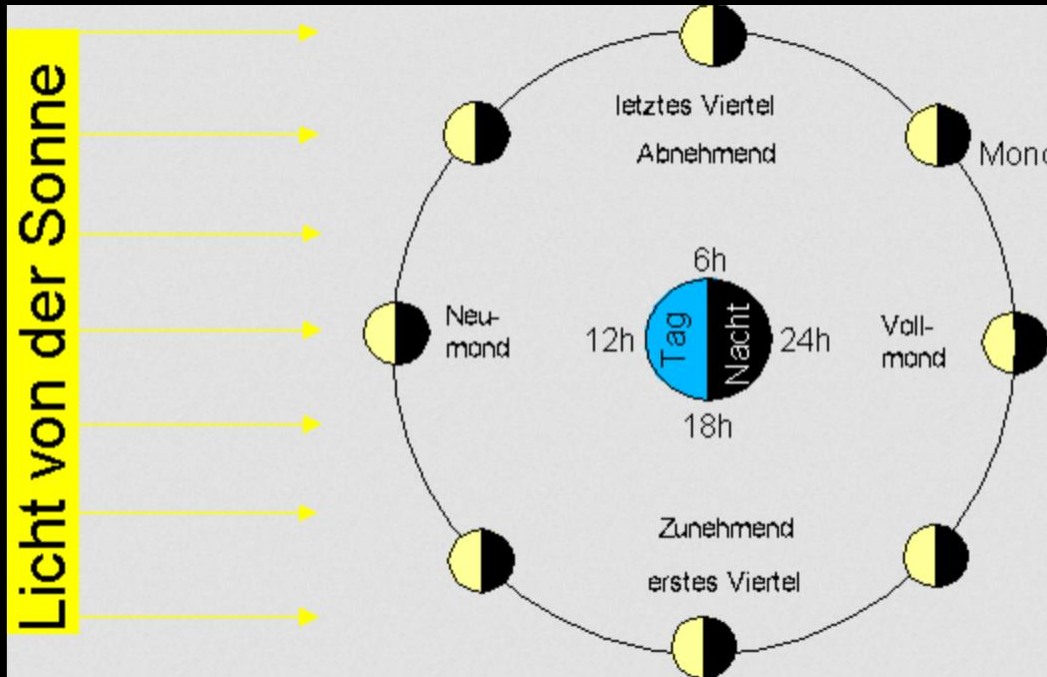 Licht von der Sonne
letztes Viertel
Abnehmend
Mond
6h
Neu-
mond
12h
Tag
Nacht
24h
Voll-
mond
18h
Zunehmend
erstes Viertel